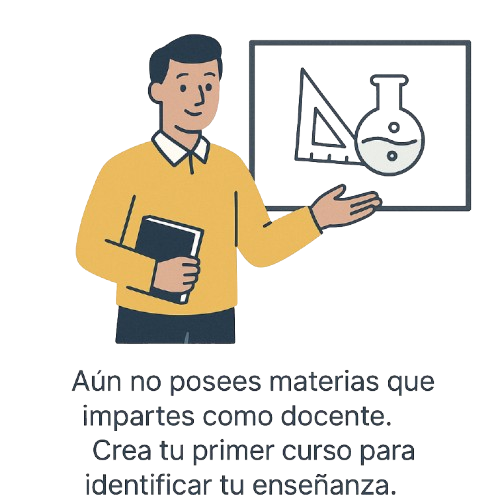 Aún no posees materias que
impartes como docente.
Crea tu primer curso para
identificar tu enseñanza.